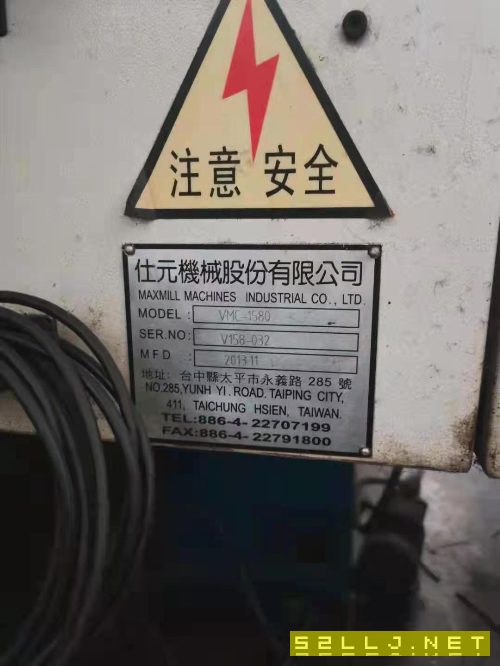 注意 安全
仕元機械股份有限公司
MAXMILL MACHINES INDUSTRIAL CO., LTD.
MODEL : VMC-1580
SER.NO: V158-032
MFD : 2013.11
地址: 台中縣太平市永義路 285 號
NO.285,YUNH YI. ROAD. TAIPING CITY,
411, TAICHUNG HSIEN, TAIWAN.
TEL:886-4- 22707199
FAX:886-4- 22791800
52LLJ.NET